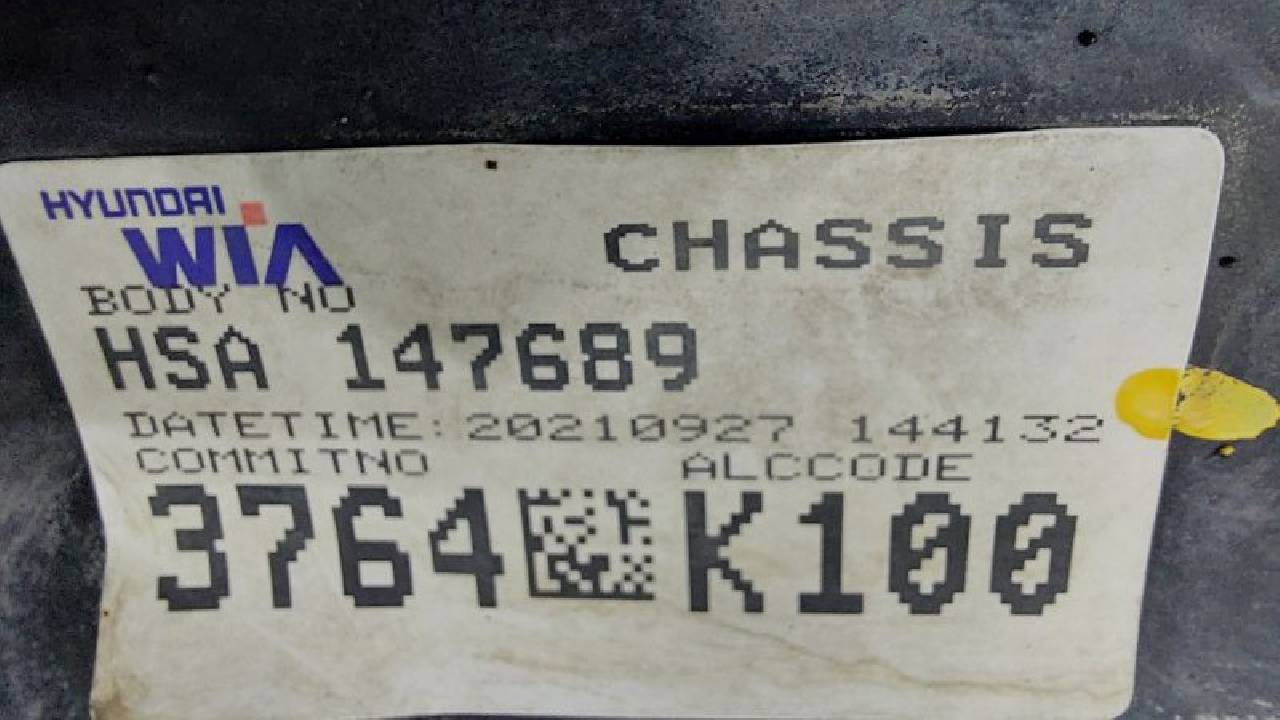 HYUNDAI
WIA CHASSIS
BODY NO
HSA 147689
DATETIME: 20210927 144132
COMMITNO ALCCODE
3764 K100